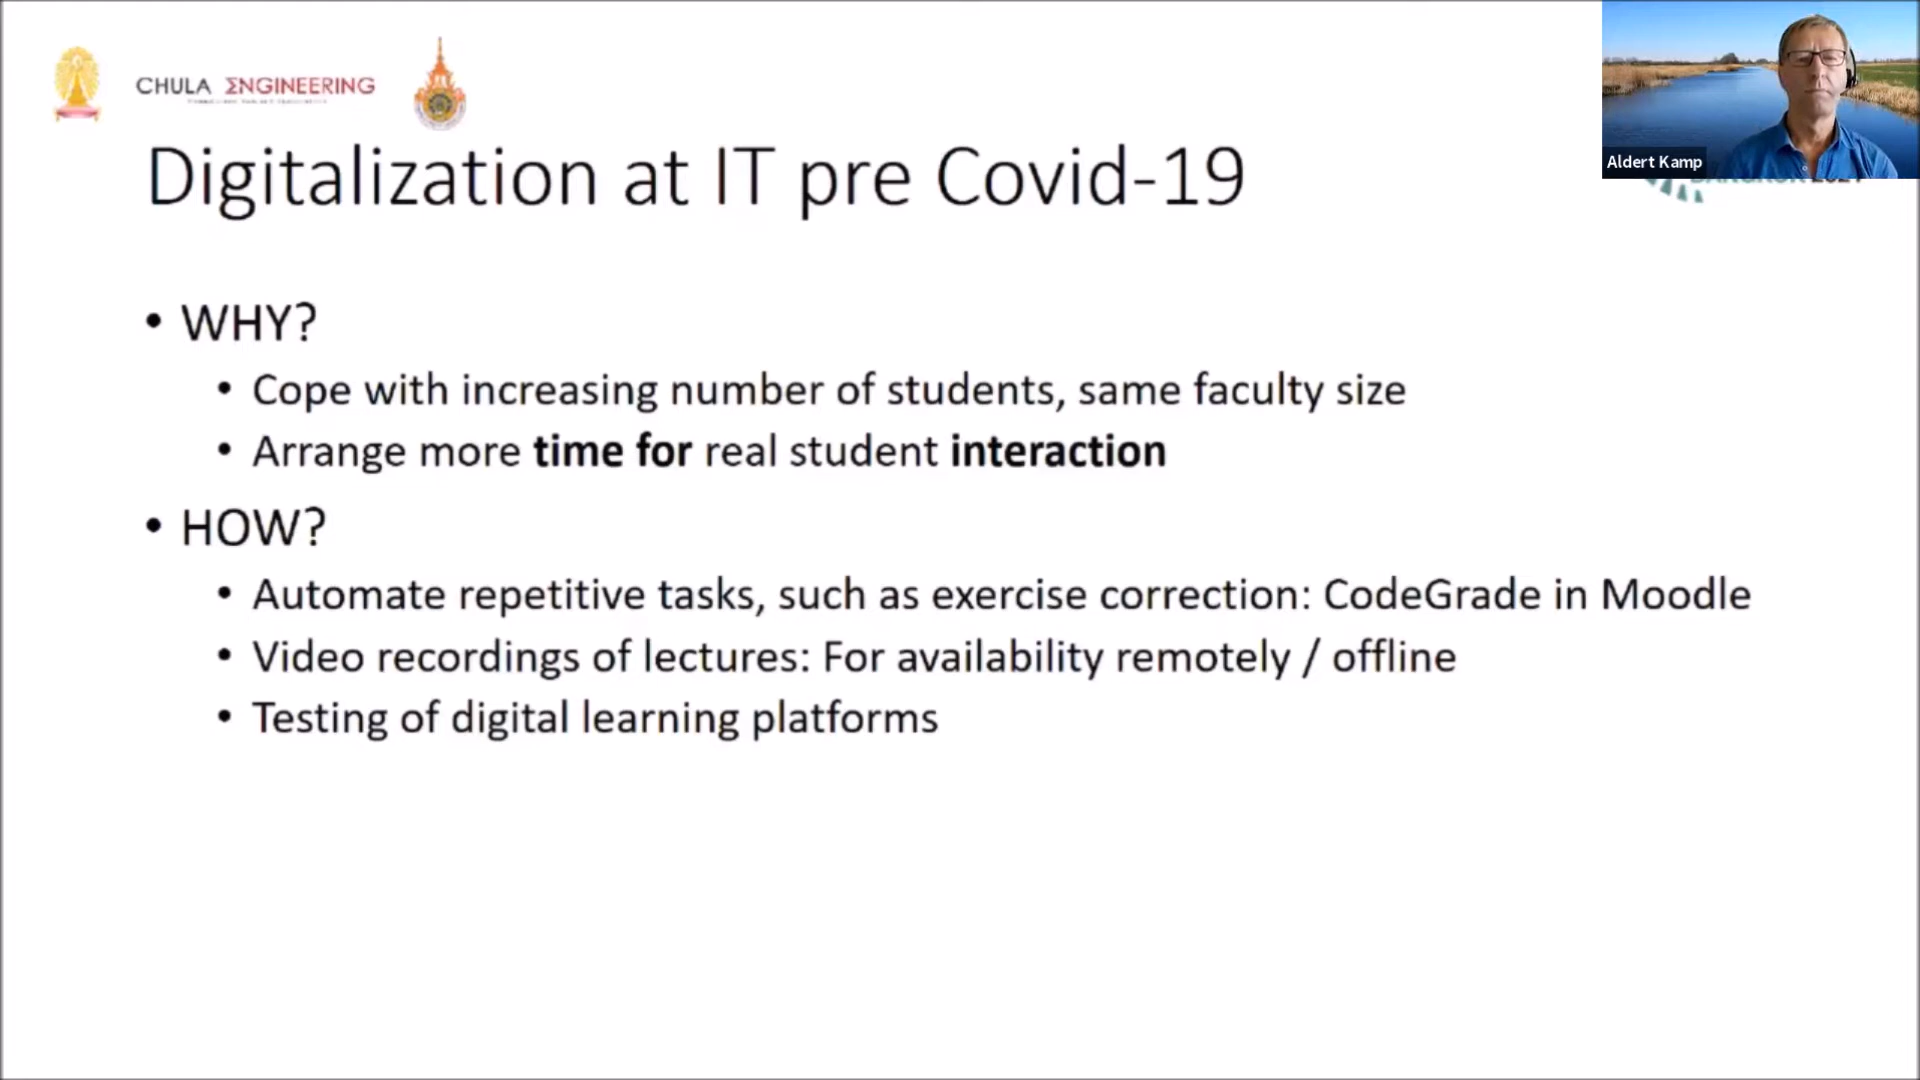 CHULA ΣNGINEERING
Aldert Kamp
Digitalization at IT pre Covid-19
• WHY?
• Cope with increasing number of students, same faculty size
• Arrange more time for real student interaction
• HOW?
• Automate repetitive tasks, such as exercise correction: CodeGrade in Moodle
• Video recordings of lectures: For availability remotely / offline
• Testing of digital learning platforms